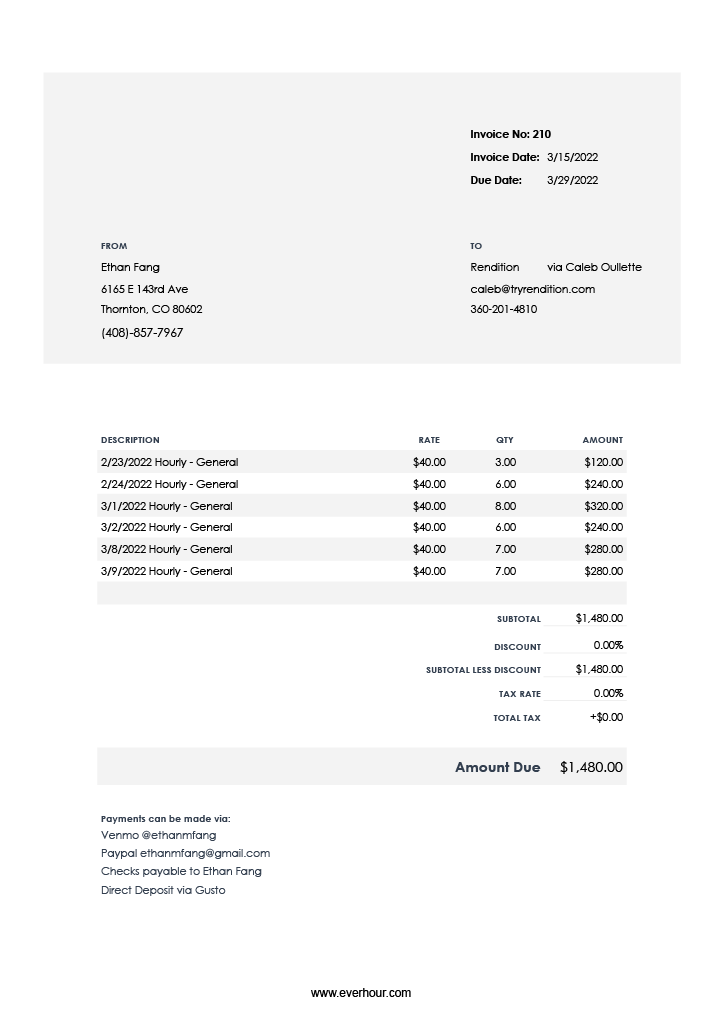 Invoice No: 210
Invoice Date: 3/15/2022
Due Date: 3/29/2022
FROM
Ethan Fang
6165 E 143rd Ave
Thornton, CO 80602
(408)-857-7967
TO
Rendition via Caleb Oullette
caleb@tryrendition.com
360-201-4810
DESCRIPTION RATE QTY AMOUNT
2/23/2022 Hourly - General $40.00 3.00 $120.00
2/24/2022 Hourly - General $40.00 6.00 $240.00
3/1/2022 Hourly - General $40.00 8.00 $320.00
3/2/2022 Hourly - General $40.00 6.00 $240.00
3/8/2022 Hourly - General $40.00 7.00 $280.00
3/9/2022 Hourly - General $40.00 7.00 $280.00
SUBTOTAL $1,480.00
DISCOUNT 0.00%
SUBTOTAL LESS DISCOUNT $1,480.00
TAX RATE 0.00%
TOTAL TAX +$0.00
Amount Due $1,480.00
Payments can be made via:
Venmo @ethanmfang
Paypal ethanmfang@gmail.com
Checks payable to Ethan Fang
Direct Deposit via Gusto
www.everhour.com